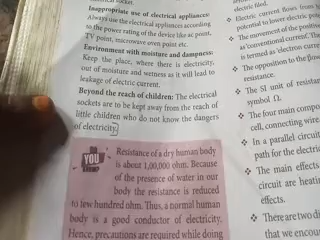 Inappropriate use of electrical appliances:
Always use the electrical appliances according
to the power rating of the device like ac point,
TV point, microwave oven point etc.
Environment with moisture and dampness:
Keep the place, where there is electricity,
out of moisture and wetness as it will lead to
leakage of electric current.
Beyond the reach of children: The electrical
sockets are to be kept away from the reach of
little children who do not know the dangers
of electricity.
YOU
Resistance of a dry human body
is about 1,00,000 ohm. Because
of the presence of water in our
body the resistance is reduced
to few hundred ohm. Thus, a normal human
body is a good conductor of electricity.
Hence, precautions are required while doing
electric filed.
Electric current flows from
potential to lower electric poten
The movement of the positive
as 'conventional current'. The
is termed as 'electron curre
The opposition to the flow
resistance.
The SI unit of resistan
symbol Ω.
The four main compo
cell, connecting wire
In a parallel circuit
path for the electric
The main effects
circuit are heatin
effects.
There are two di
that we encou